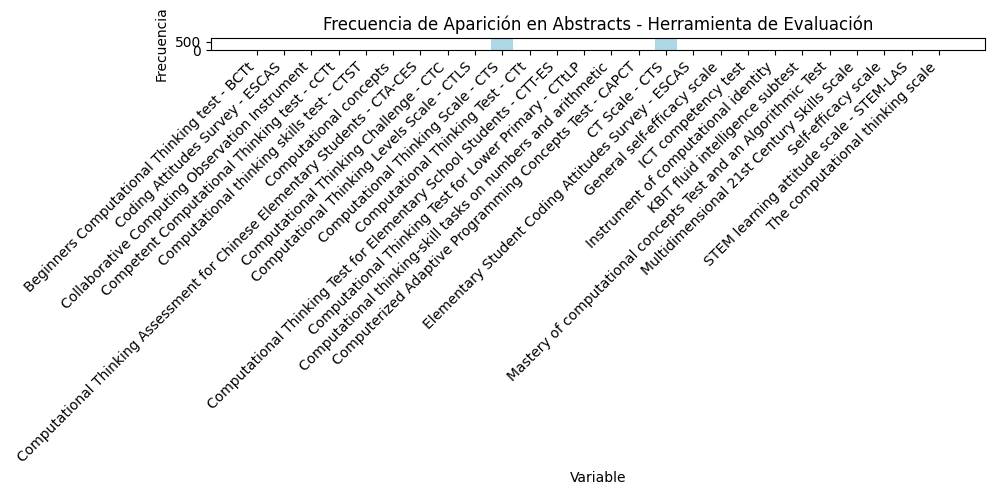 Frecuencia de Aparición en Abstracts - Herramienta de Evaluación
Frecuencia
500
0
Beginners Computational Thinking test - BCTt
Coding Attitudes Survey - ESCAS
Collaborative Computing Observation Instrument
Competent Computational Thinking test - cCTt
Computational thinking skills test - CTST
Computational concepts
Computational Thinking Assessment for Chinese Elementary Students - CTA-CES
Computational Thinking Challenge - CTC
Computational Thinking Levels Scale - CTLS
Computational Thinking Scale - CTS
Computational Thinking Test - CTt
Computational Thinking Test for Elementary School Students - CTT-ES
Computational Thinking Test for Lower Primary - CTtLP
Computational thinking-skill tasks on numbers and arithmetic
Computerized Adaptive Programming Concepts Test - CAPCT
CT Scale - CTS
Elementary Student Coding Attitudes Survey - ESCAS
General self-efficacy scale
ICT competency test
Instrument of computational identity
KBIT fluid intelligence subtest
Mastery of computational concepts Test and an Algorithmic Test
Multidimensional 21st Century Skills Scale
Self-efficacy scale
STEM learning attitude scale - STEM-LAS
The computational thinking scale
Variable